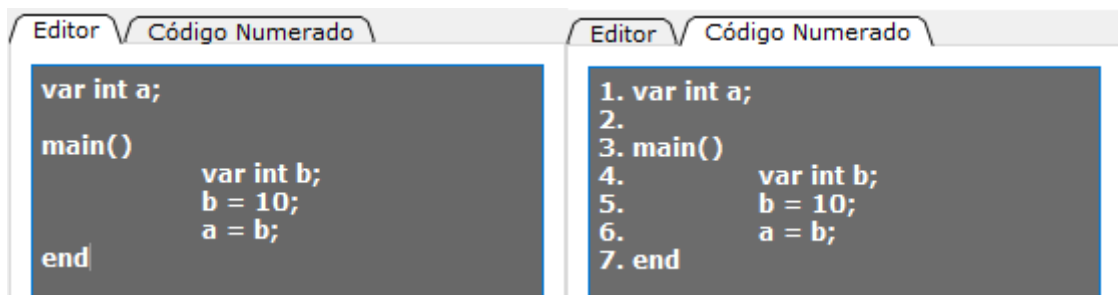 Editor Código Numerado
var int a;
main()
var int b;
b = 10;
a = b;
end
Editor Código Numerado
1. var int a;
2.
3. main()
4. var int b;
5. b = 10;
6. a = b;
7. end